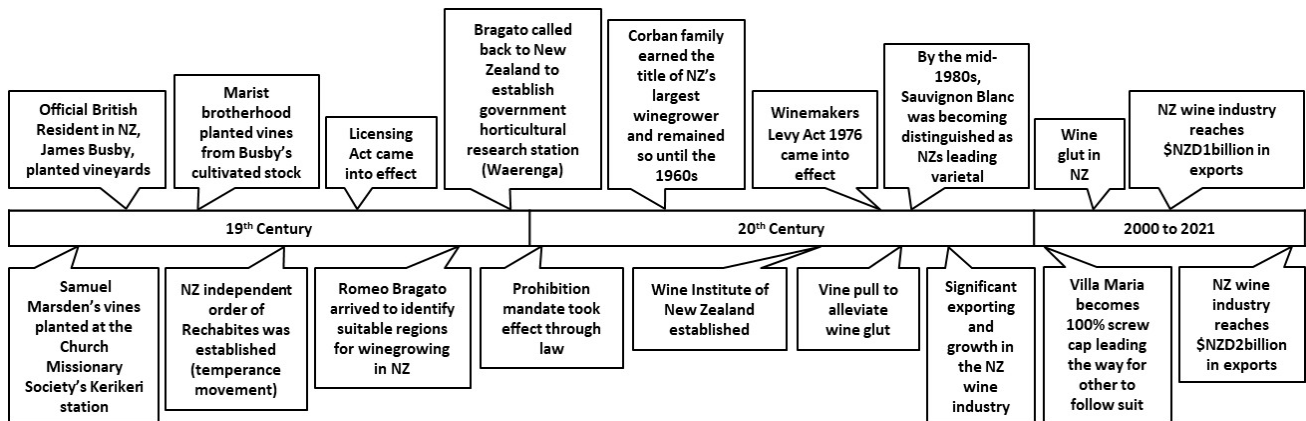 Official British
Resident in NZ,
James Busby,
planted vineyards
Marist
brotherhood
planted vines
from Busby's
cultivated stock
Licensing
Act came
into effect
Bragato called
back to New
Zealand to
establish
government
horticultural
research station
(Waerenga)
Corban family
earned the
title of NZ's
largest
winegrower
and remained
so until the
1960s
Winemakers
Levy Act 1976
came into
effect
By the mid-
1980s,
Sauvignon Blanc
was becoming
distinguished as
NZs leading
varietal
Wine
glut in
NZ
NZ wine industry
reaches
$NZD1billion in
exports
19th Century
20th Century
2000 to 2021
Samuel
Marsden's vines
planted at the
Church
Missionary
Society's Kerikeri
station
NZ independent
order of
Rechabites was
established
(temperance
movement)
Romeo Bragato
arrived to identify
suitable regions
for winegrowing
in NZ
Prohibition
mandate took
effect through
law
Wine Institute of
New Zealand
established
Vine pull to
alleviate
wine glut
Significant
exporting
and
growth in
the NZ
wine
industry
Villa Maria
becomes
100% screw
cap leading
the way for
other to
follow suit
NZ wine
industry
reaches
$NZD2billion
in exports